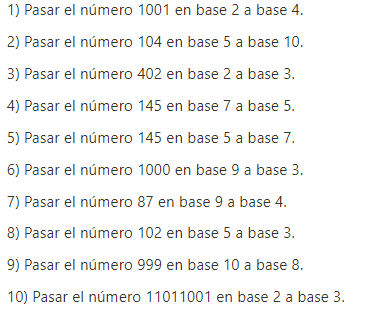 1) Pasar el número 1001 en base 2 a base 4.
2) Pasar el número 104 en base 5 a base 10.
3) Pasar el número 402 en base 2 a base 3.
4) Pasar el número 145 en base 7 a base 5.
5) Pasar el número 145 en base 5 a base 7.
6) Pasar el número 1000 en base 9 a base 3.
7) Pasar el número 87 en base 9 a base 4.
8) Pasar el número 102 en base 5 a base 3.
9) Pasar el número 999 en base 10 a base 8.
10) Pasar el número 11011001 en base 2 a base 3.